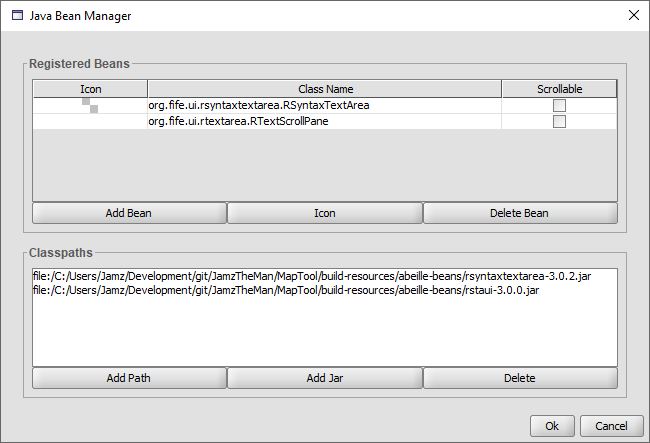 Java Bean Manager
Registered Beans
Icon Class Name Scrollable
org.fife.ui.rsyntaxtextarea.RSyntaxTextArea
org.fife.ui.rtextarea.RTextScrollPane
Add Bean Icon Delete Bean
Classpaths
file:/C:/Users/Jamz/Development/git/JamzTheMan/MapTool/build-resources/abeille-beans/rsyntaxtextarea-3.0.2.jar
file:/C:/Users/Jamz/Development/git/JamzTheMan/MapTool/build-resources/abeille-beans/rstaui-3.0.0.jar
Add Path Add Jar Delete
Ok Cancel